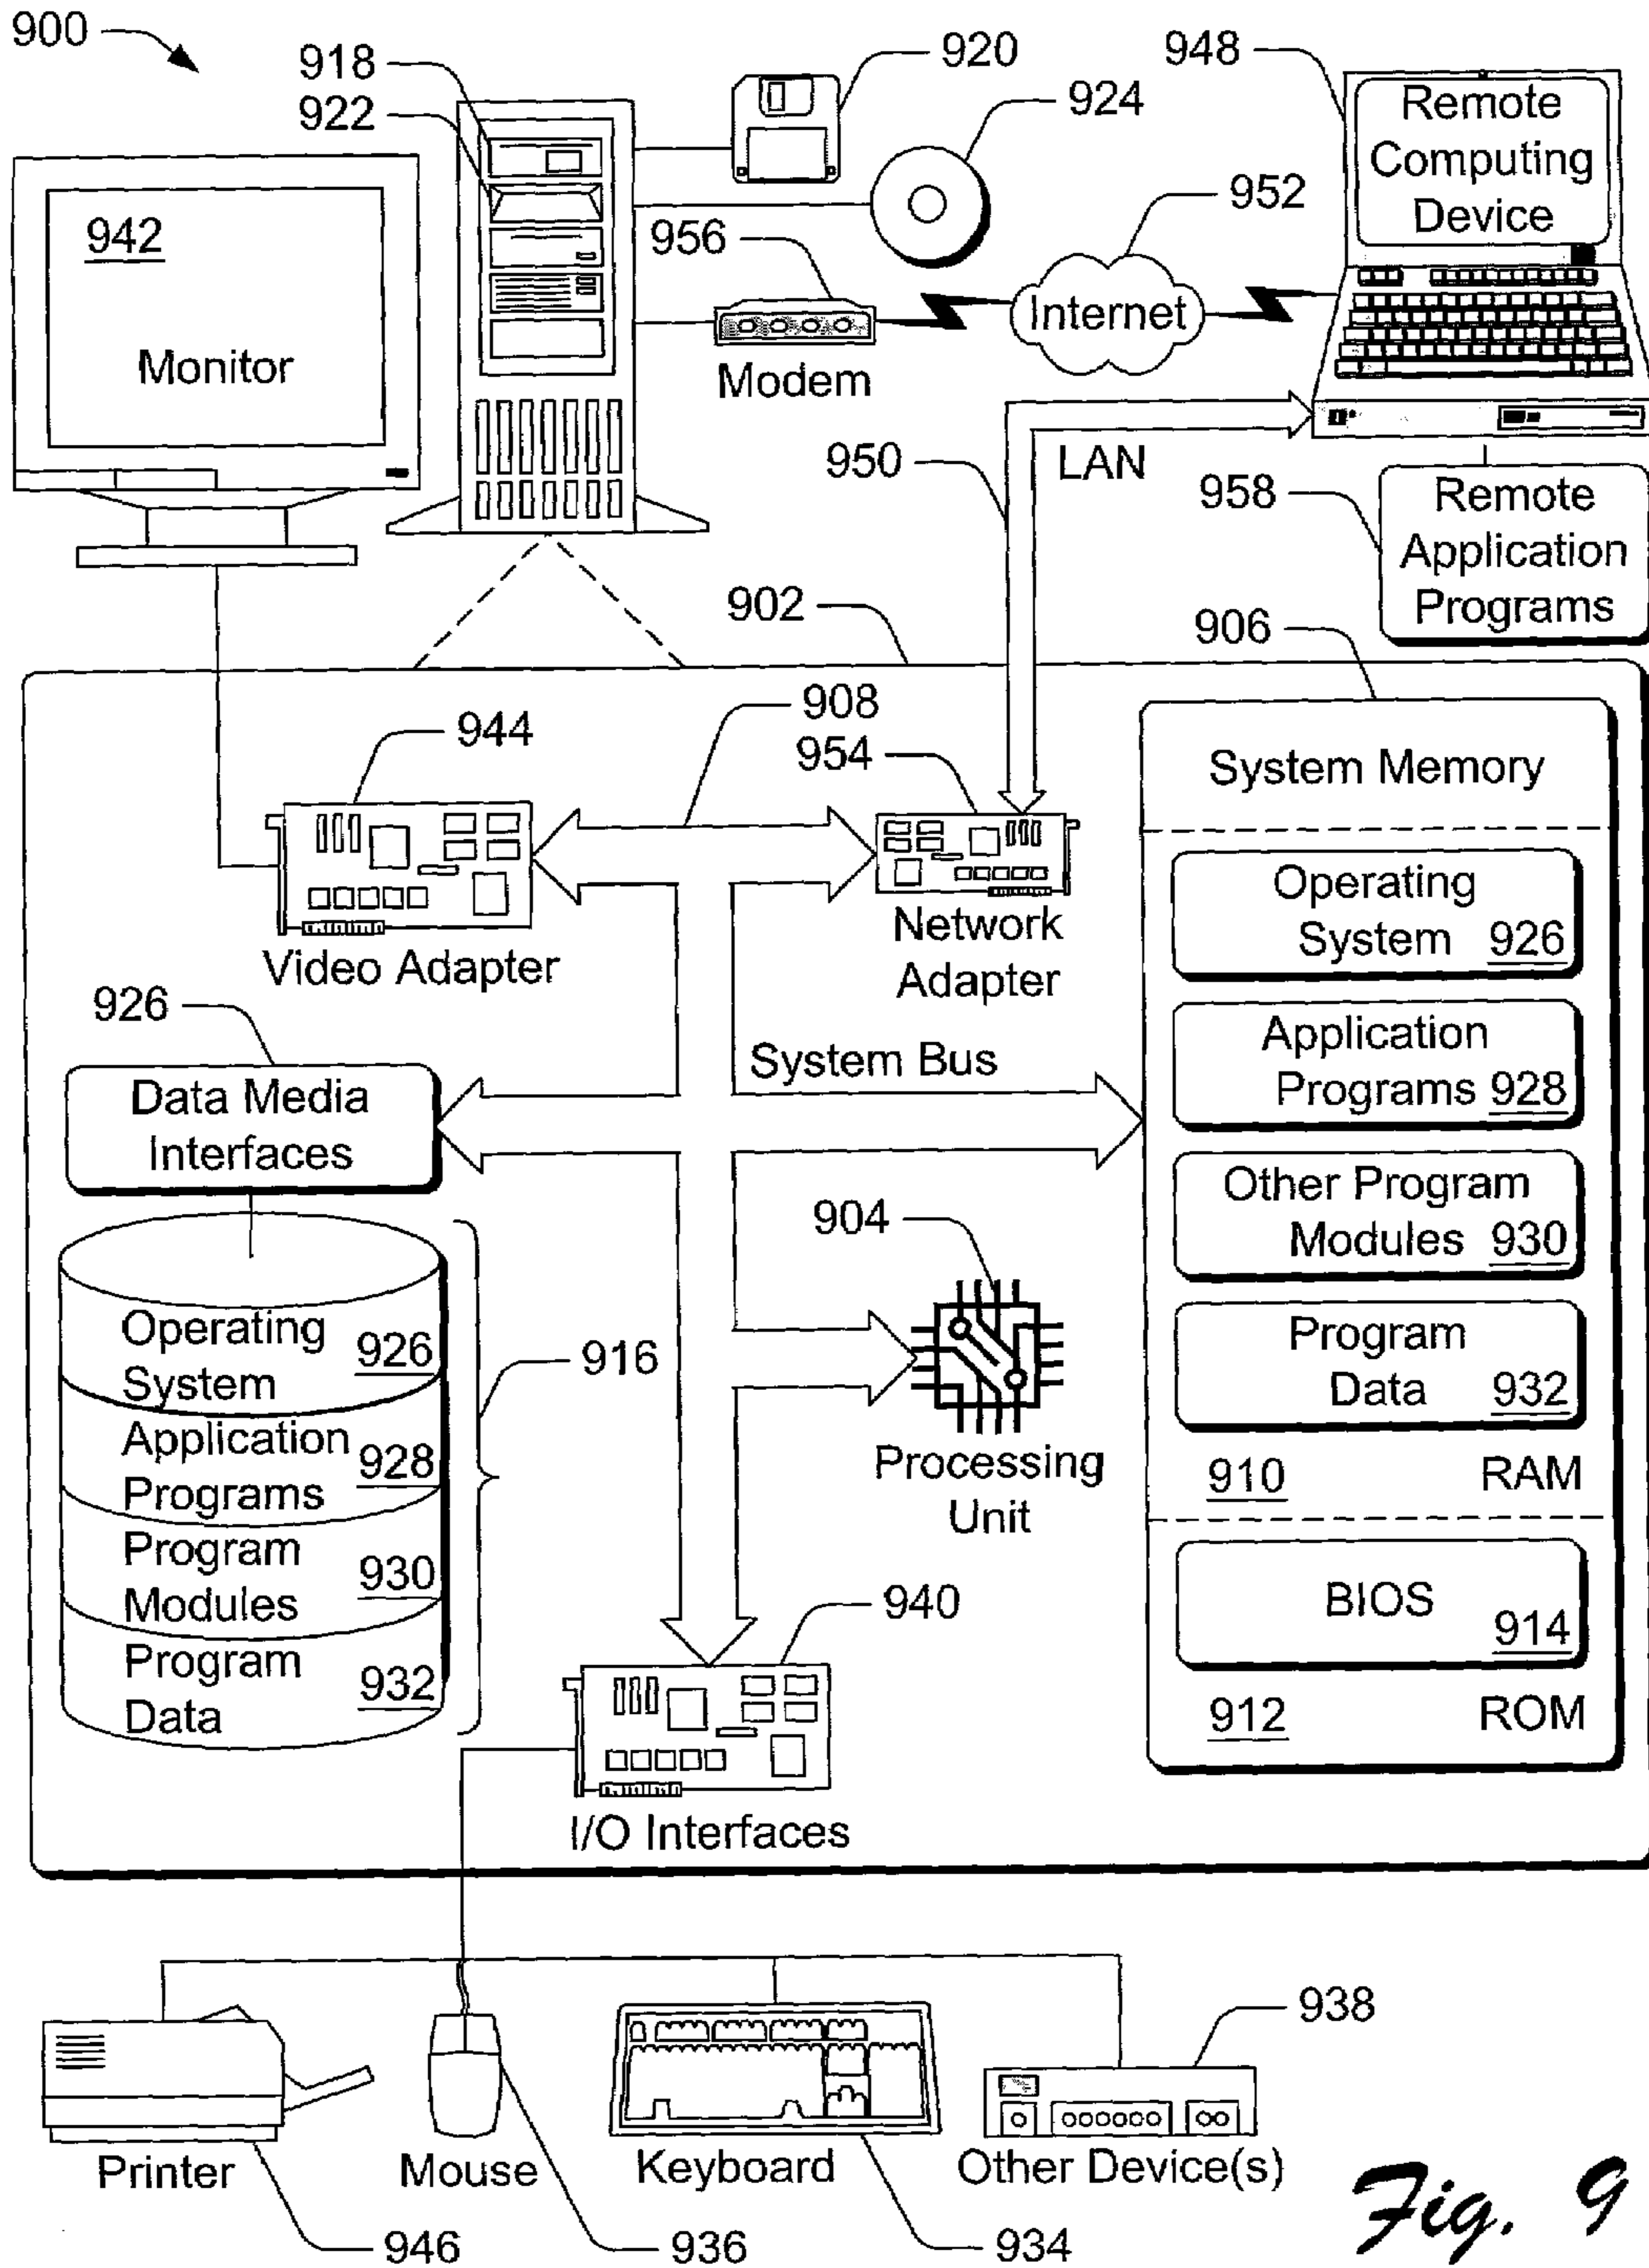 900
918
922
920
924
948
Remote
Computing
Device
942
Monitor
956
Modem
952
Internet
950
LAN
958
Remote
Application
Programs
902
906
944
908
954
Video Adapter
Network
Adapter
System Memory
Operating
System 926
Application
Programs 928
Other Program
Modules 930
Program
Data 932
910 RAM
BIOS
914
912 ROM
926
Data Media
Interfaces
System Bus
904
Processing
Unit
Operating
System 926
Application
Programs 928
Program
Modules 930
Program
Data 932
916
940
I/O Interfaces
938
Printer
Mouse
Keyboard
Other Device(s)
946
936
934
Fig. 9